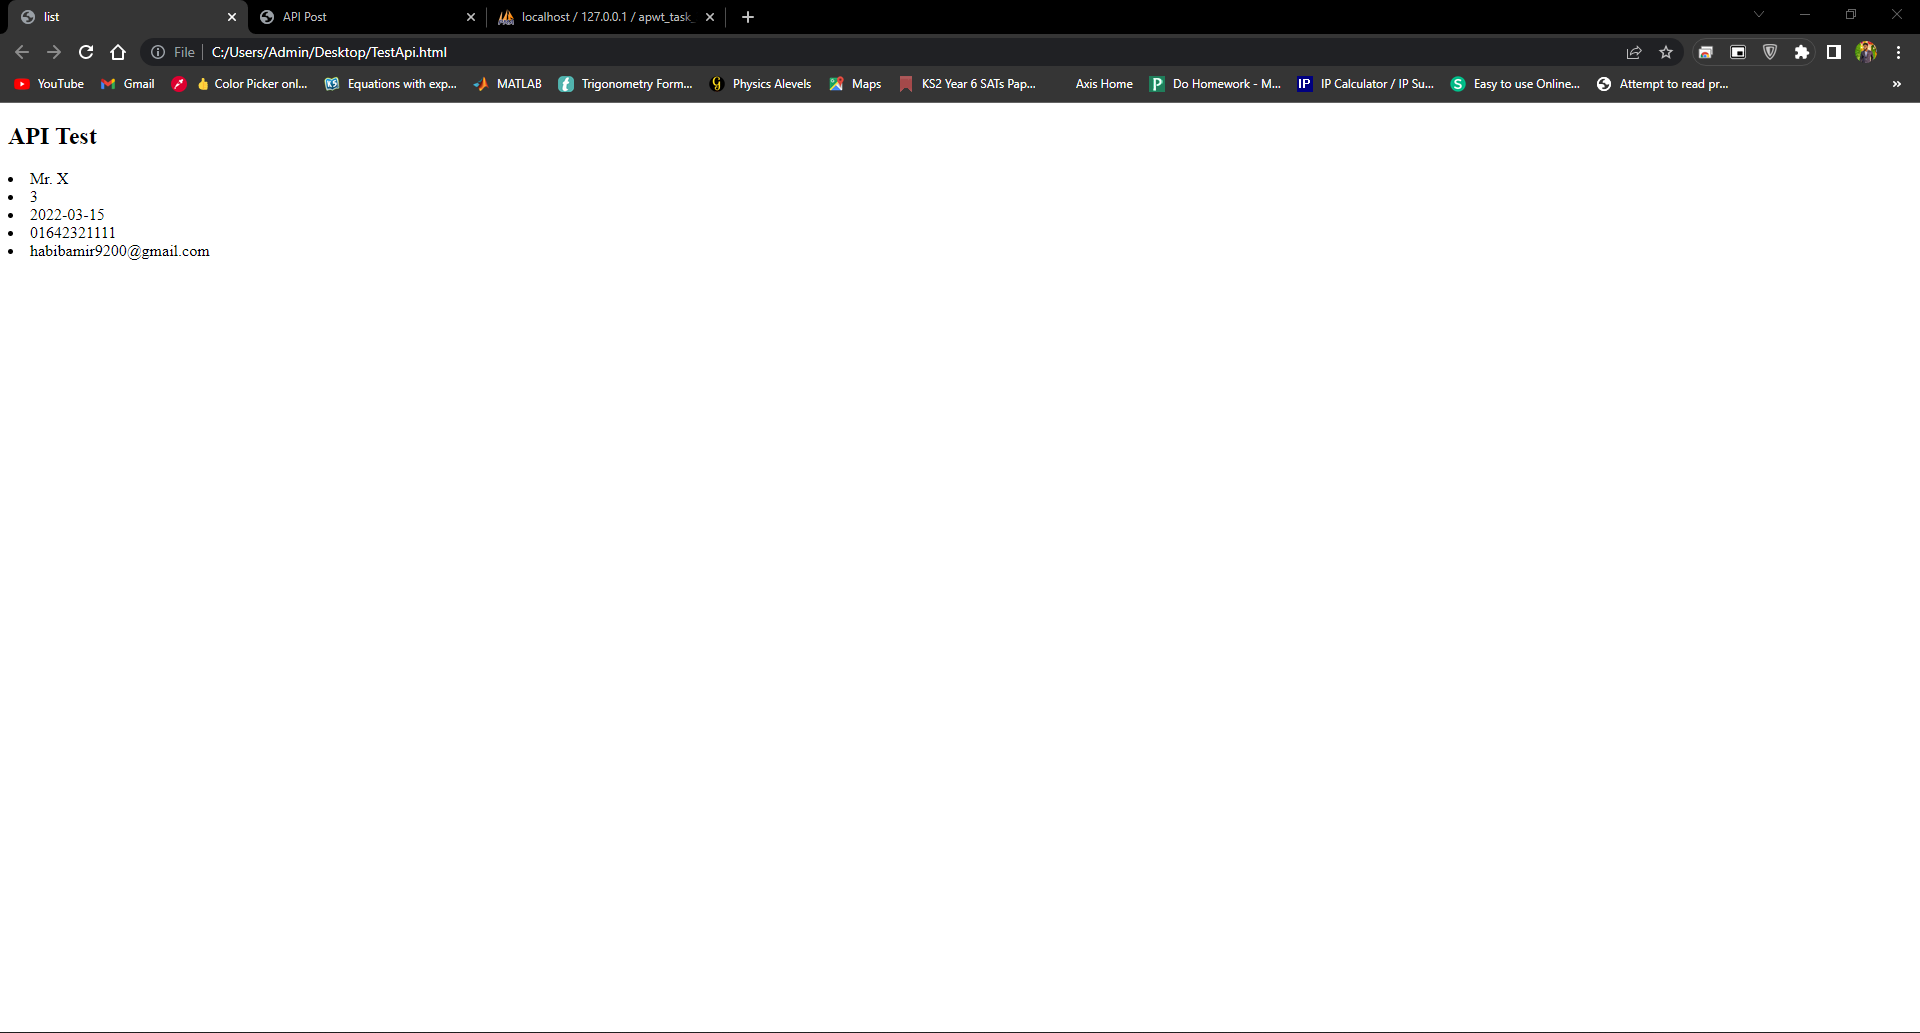 list
API Post
localhost / 127.0.0.1 / apwt_task_
File
C:/Users/Admin/Desktop/TestApi.html
YouTube
Gmail
Color Picker onl...
Equations with exp...
MATLAB
Trigonometry Form...
Physics Alevels
Maps
KS2 Year 6 SATs Pap...
Axis Home
P Do Homework - M...
IP IP Calculator / IP Su...
S Easy to use Online...
Attempt to read pr...
»
API Test
• Mr. X
• 3
• 2022-03-15
• 01642321111
• habibamir9200@gmail.com